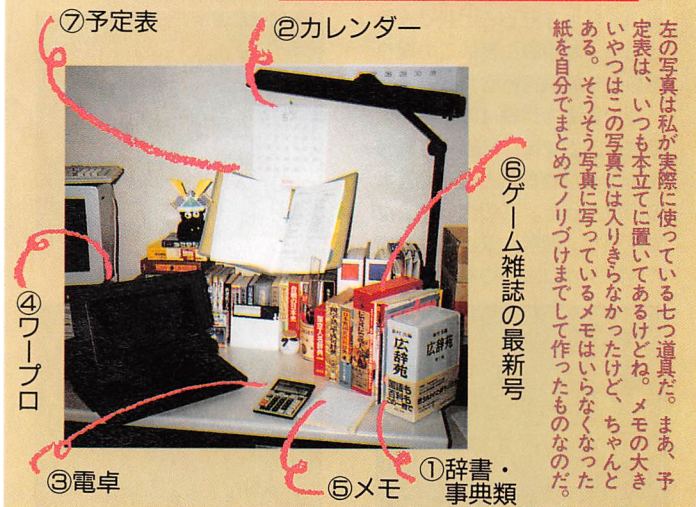 左の写真は私が実際に使っている七つ道具だ。まあ、予
定表は、いつも本立てに置いてあるけどね。メモの大き
いやつはこの写真には入りきらなかったけど、ちゃんと
ある。そうそう写真に写っているメモはいらなくなった
紙を自分でまとめてノリづけまでして作ったものなのだ。
⑦予定表
②カレンダー
⑥ゲーム雑誌の最新号
④ワープロ
③電卓
⑤メモ
①辞書・
事典類
広辞苑
広辞苑
国語も
百科も